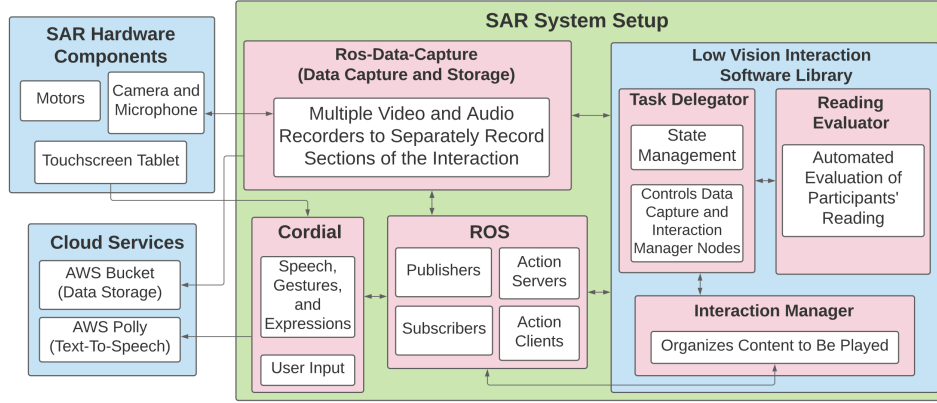 SAR Hardware
Components
Motors
Camera and
Microphone
Touchscreen Tablet
Cloud Services
AWS Bucket
(Data Storage)
AWS Polly
(Text-To-Speech)
SAR System Setup
Ros-Data-Capture
(Data Capture and Storage)
Multiple Video and Audio
Recorders to Separately Record
Sections of the Interaction
Cordial
Speech,
Gestures,
and
Expressions
User Input
ROS
Publishers
Action
Servers
Subscribers
Action
Clients
Low Vision Interaction
Software Library
Task Delegator
State
Management
Controls Data
Capture and
Interaction
Manager Nodes
Reading
Evaluator
Automated
Evaluation of
Participants'
Reading
Interaction Manager
Organizes Content to Be Played